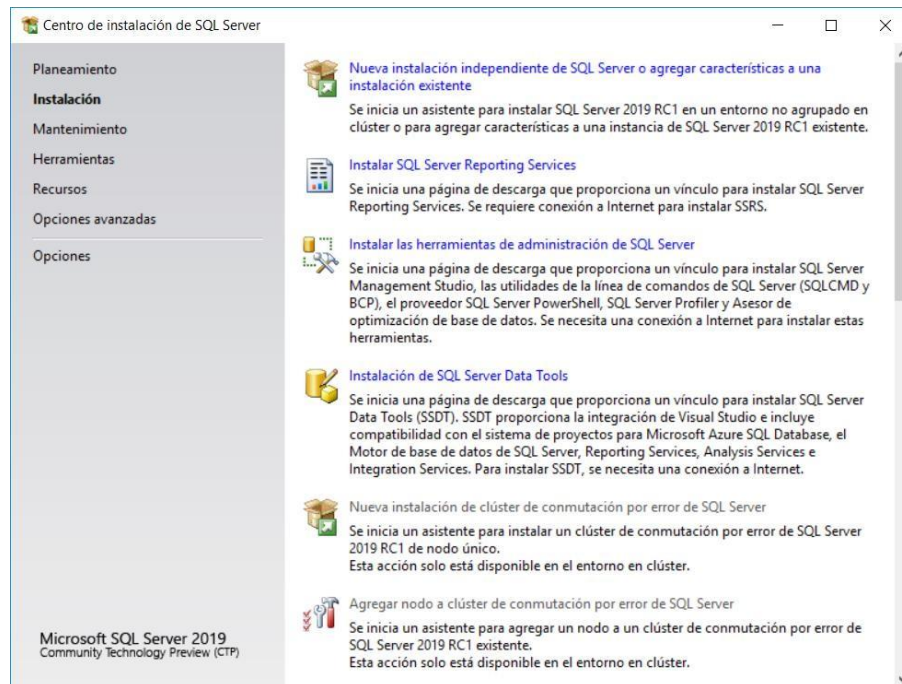 Centro de instalación de SQL Server
Planeamiento
Instalación
Mantenimiento
Herramientas
Recursos
Opciones avanzadas
Opciones
Microsoft SQL Server 2019
Community Technology Preview (CTP)
Nueva instalación independiente de SQL Server o agregar características a una
instalación existente
Se inicia un asistente para instalar SQL Server 2019 RC1 en un entorno no agrupado en
clúster o para agregar características a una instancia de SQL Server 2019 RC1 existente.
Instalar SQL Server Reporting Services
Se inicia una página de descarga que proporciona un vínculo para instalar SQL Server
Reporting Services. Se requiere conexión a Internet para instalar SSRS.
Instalar las herramientas de administración de SQL Server
Se inicia una página de descarga que proporciona un vínculo para instalar SQL Server
Management Studio, las utilidades de la línea de comandos de SQL Server (SQLCMD y
BCP), el proveedor SQL Server PowerShell, SQL Server Profiler y Asesor de
optimización de base de datos. Se necesita una conexión a Internet para instalar estas
herramientas.
Instalación de SQL Server Data Tools
Se inicia una página de descarga que proporciona un vínculo para instalar SQL Server
Data Tools (SSDT). SSDT proporciona la integración de Visual Studio e incluye
compatibilidad con el sistema de proyectos para Microsoft Azure SQL Database, el
Motor de base de datos de SQL Server, Reporting Services, Analysis Services e
Integration Services. Para instalar SSDT, se necesita una conexión a Internet.
Nueva instalación de clúster de conmutación por error de SQL Server
Se inicia un asistente para instalar un clúster de conmutación por error de SQL Server
2019 RC1 de nodo único.
Esta acción solo está disponible en el entorno en clúster.
Agregar nodo a clúster de conmutación por error de SQL Server
Se inicia un asistente para agregar un nodo a un clúster de conmutación por error de
SQL Server 2019 RC1 existente.
Esta acción solo está disponible en el entorno en clúster.